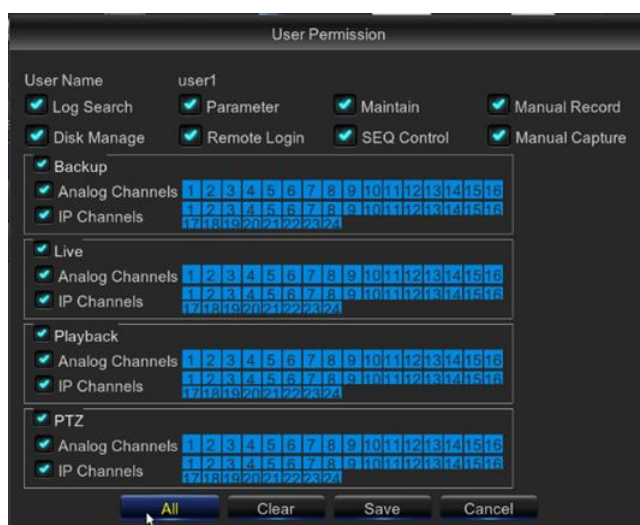 User Permission
User Name user1
Log Search Parameter Maintain Manual Record
Disk Manage Remote Login SEQ Control Manual Capture
Backup
Analog Channels 1 2 3 4 5 6 7 8 9 10 11 12 13 14 15 16
IP Channels 1 2 3 4 5 6 7 8 9 10 11 12 13 14 15 16
17 18 19 20 21 22 23 24
Live
Analog Channels 1 2 3 4 5 6 7 8 9 10 11 12 13 14 15 16
IP Channels 1 2 3 4 5 6 7 8 9 10 11 12 13 14 15 16
17 18 19 20 21 22 23 24
Playback
Analog Channels 1 2 3 4 5 6 7 8 9 10 11 12 13 14 15 16
IP Channels 1 2 3 4 5 6 7 8 9 10 11 12 13 14 15 16
17 18 19 20 21 22 23 24
PTZ
Analog Channels 1 2 3 4 5 6 7 8 9 10 11 12 13 14 15 16
IP Channels 1 2 3 4 5 6 7 8 9 10 11 12 13 14 15 16
17 18 19 20 21 22 23 24
All Clear Save Cancel